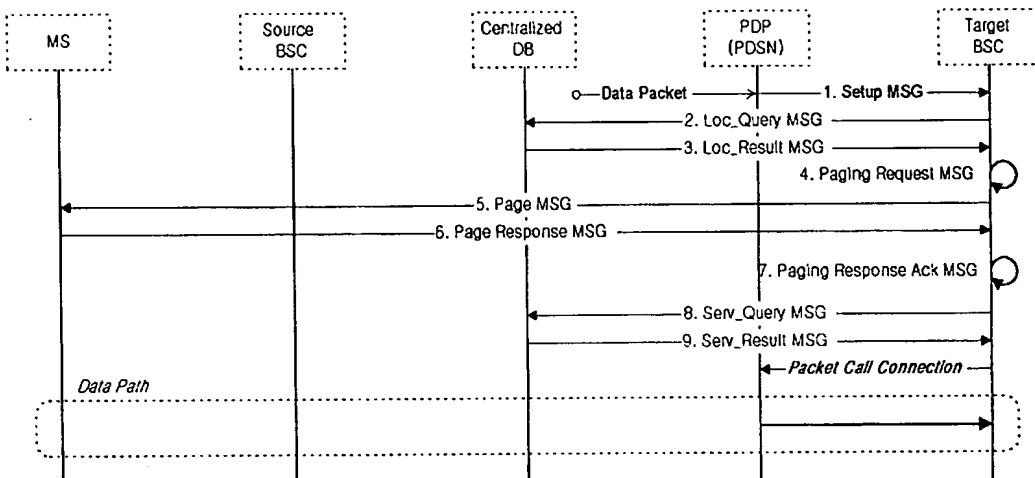 MS
Source
BSC
Centralized
DB
PDP
(PDSN)
Target
BSC
Data Packet
1. Setup MSG
2. Loc_Query MSG
3. Loc_Result MSG
4. Paging Request MSG
5. Page MSG
6. Page Response MSG
7. Paging Response Ack MSG
8. Serv_Query MSG
9. Serv_Result MSG
Packet Call Connection
Data Path